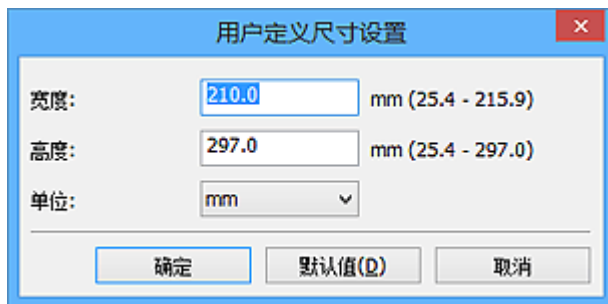 用户定义尺寸设置
宽度: 210.0 mm (25.4 - 215.9)
高度: 297.0 mm (25.4 - 297.0)
单位: mm
确定 默认值(D) 取消